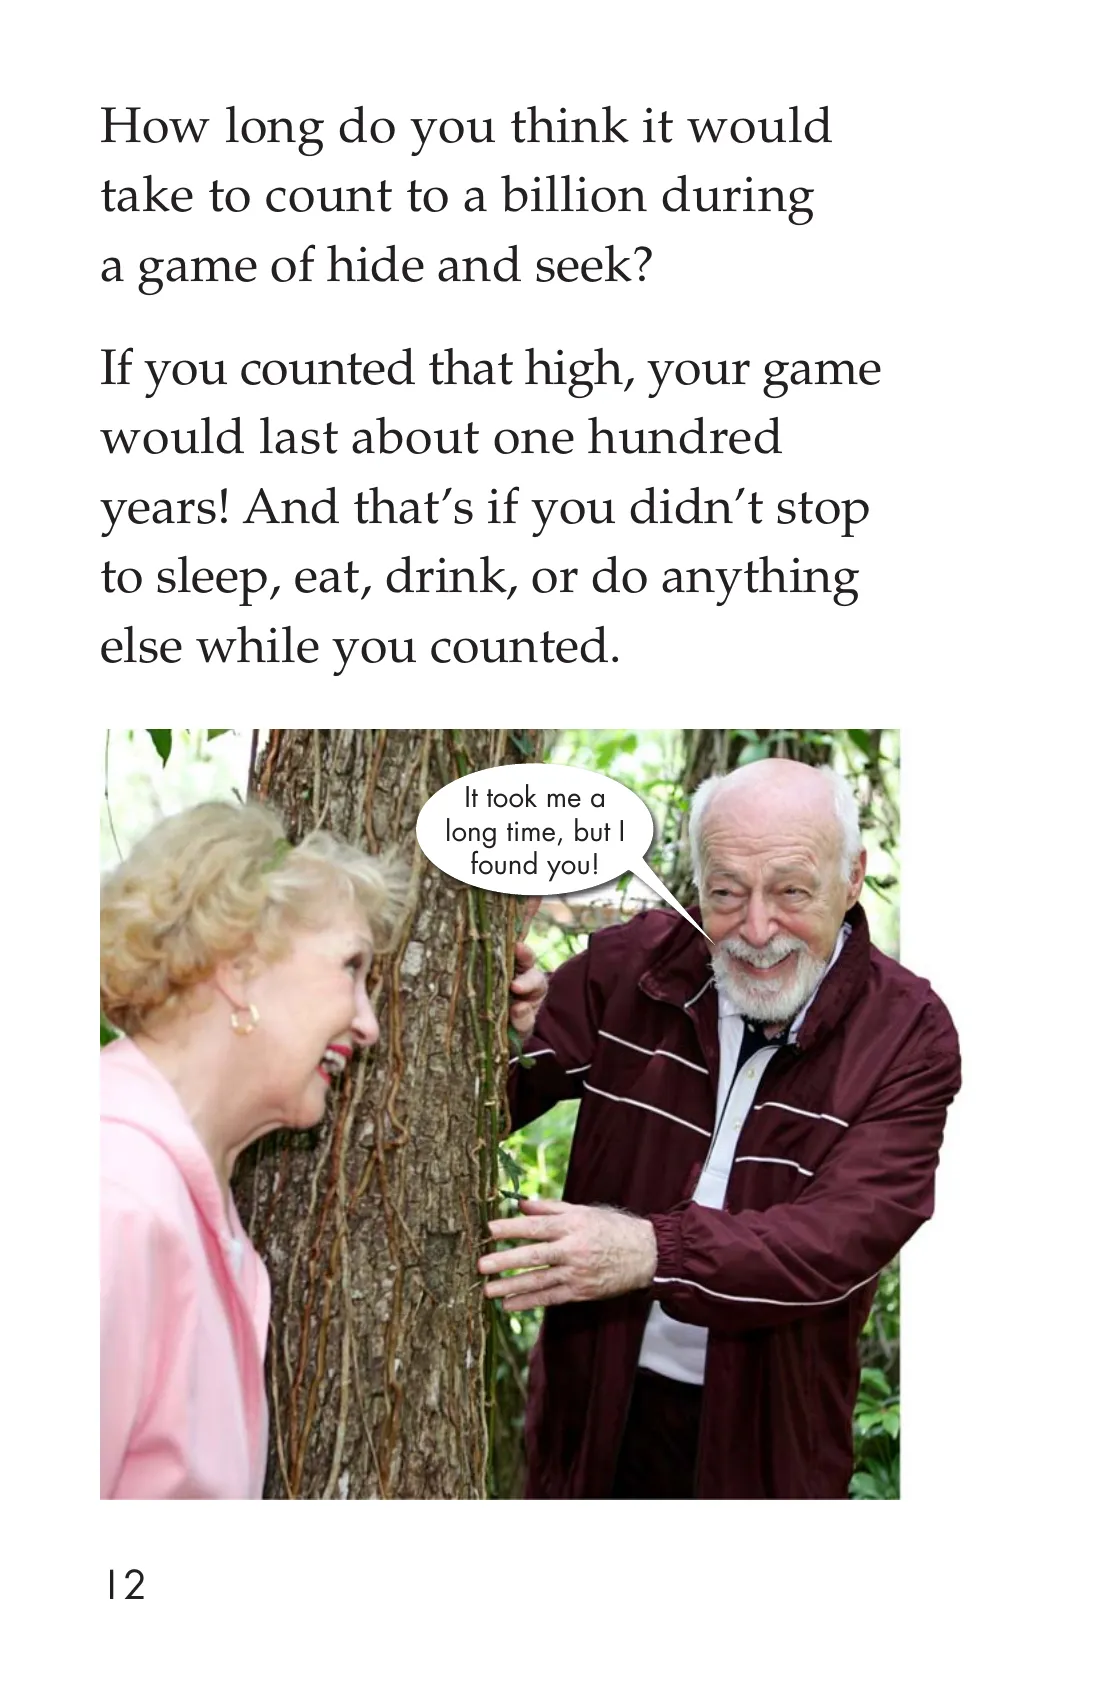 How long do you think it would
take to count to a billion during
a game of hide and seek?
If you counted that high, your game
would last about one hundred
years! And that’s if you didn’t stop
to sleep, eat, drink, or do anything
else while you counted.
It took me a
long time, but I
found you!
12